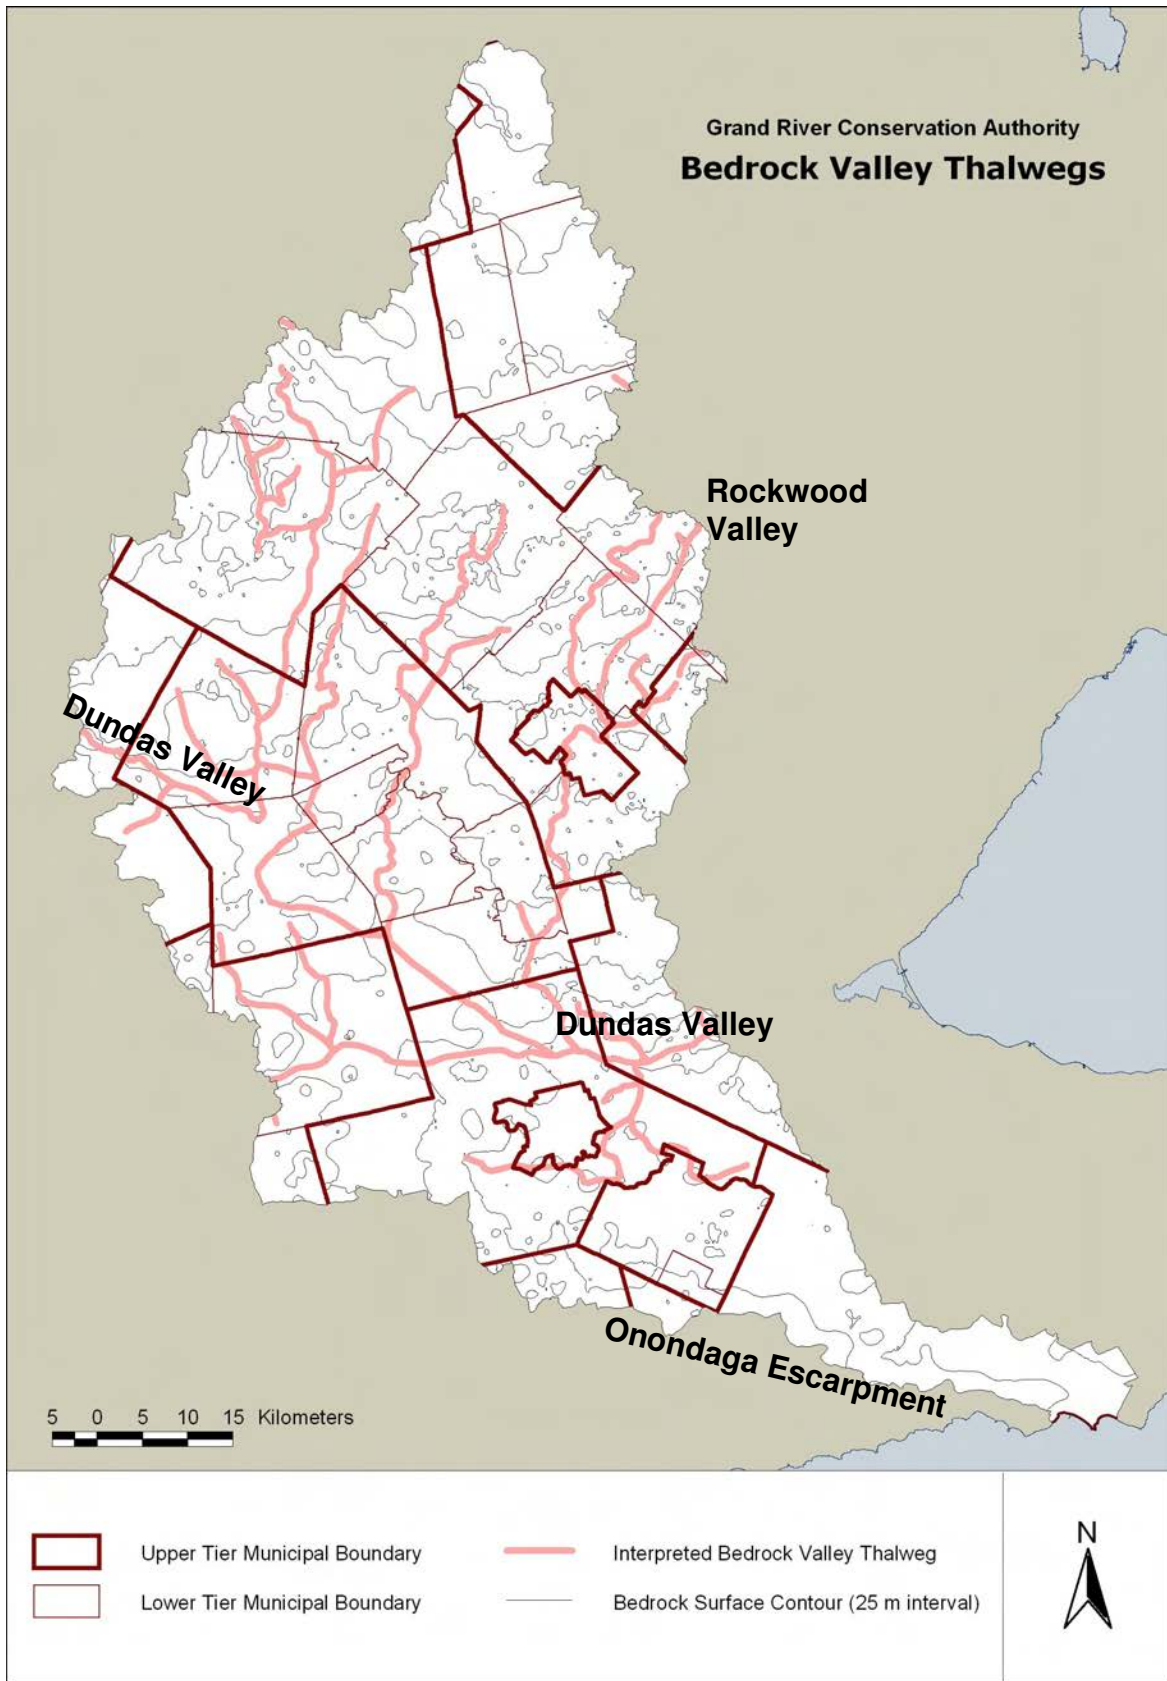 Grand River Conservation Authority
Bedrock Valley Thalwegs
Rockwood
Valley
Dundas Valley
Dundas Valley
Onondaga Escarpment
5 0 5 10 15 Kilometers
Upper Tier Municipal Boundary
Interpreted Bedrock Valley Thalweg
Lower Tier Municipal Boundary
Bedrock Surface Contour (25 m interval)
N